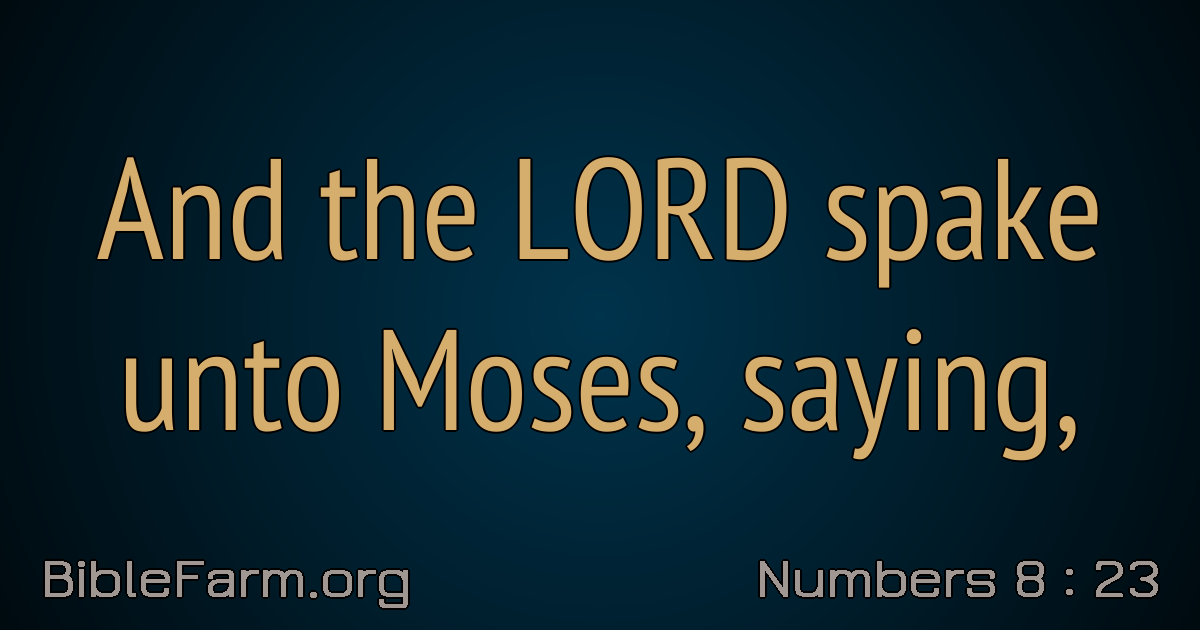 And the LORD spake
unto Moses, saying,
BibleFarm.org
Numbers 8 : 23